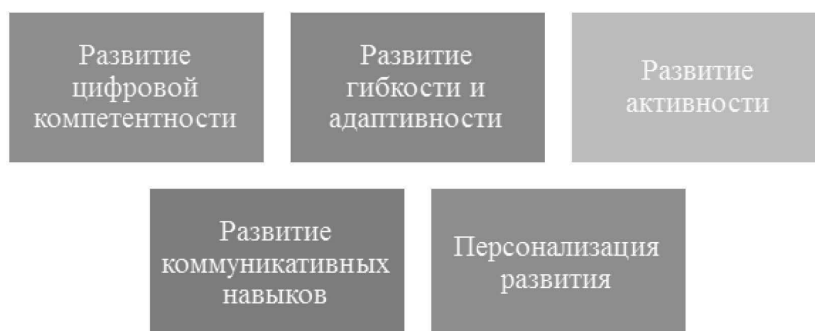 Развитие
цифровой
компетентности
Развитие
гибкости и
адаптивности
Развитие
активности
Развитие
коммуникативных
навыков
Персонализация
развития